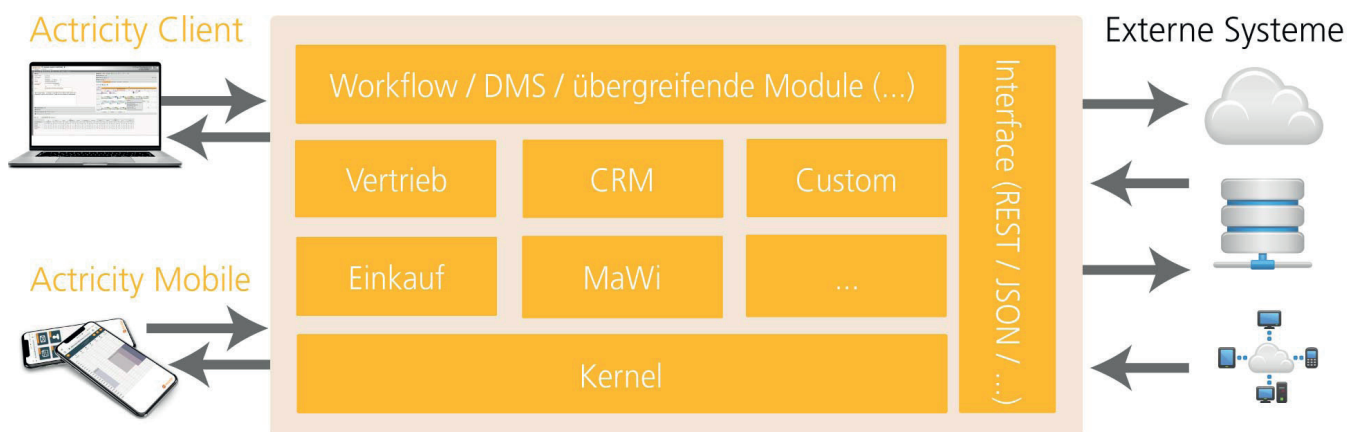 Actricity Client
Externe Systeme
Workflow / DMS / übergreifende Module (...)
Interface (REST / JSON / ...)
Vertrieb
CRM
Custom
Actricity Mobile
Einkauf
MaWi
...
Kernel